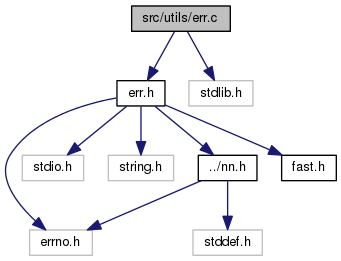 src/utils/err.c
err.h
stdlib.h
stdio.h
string.h
../nn.h
fast.h
errno.h
stddef.h